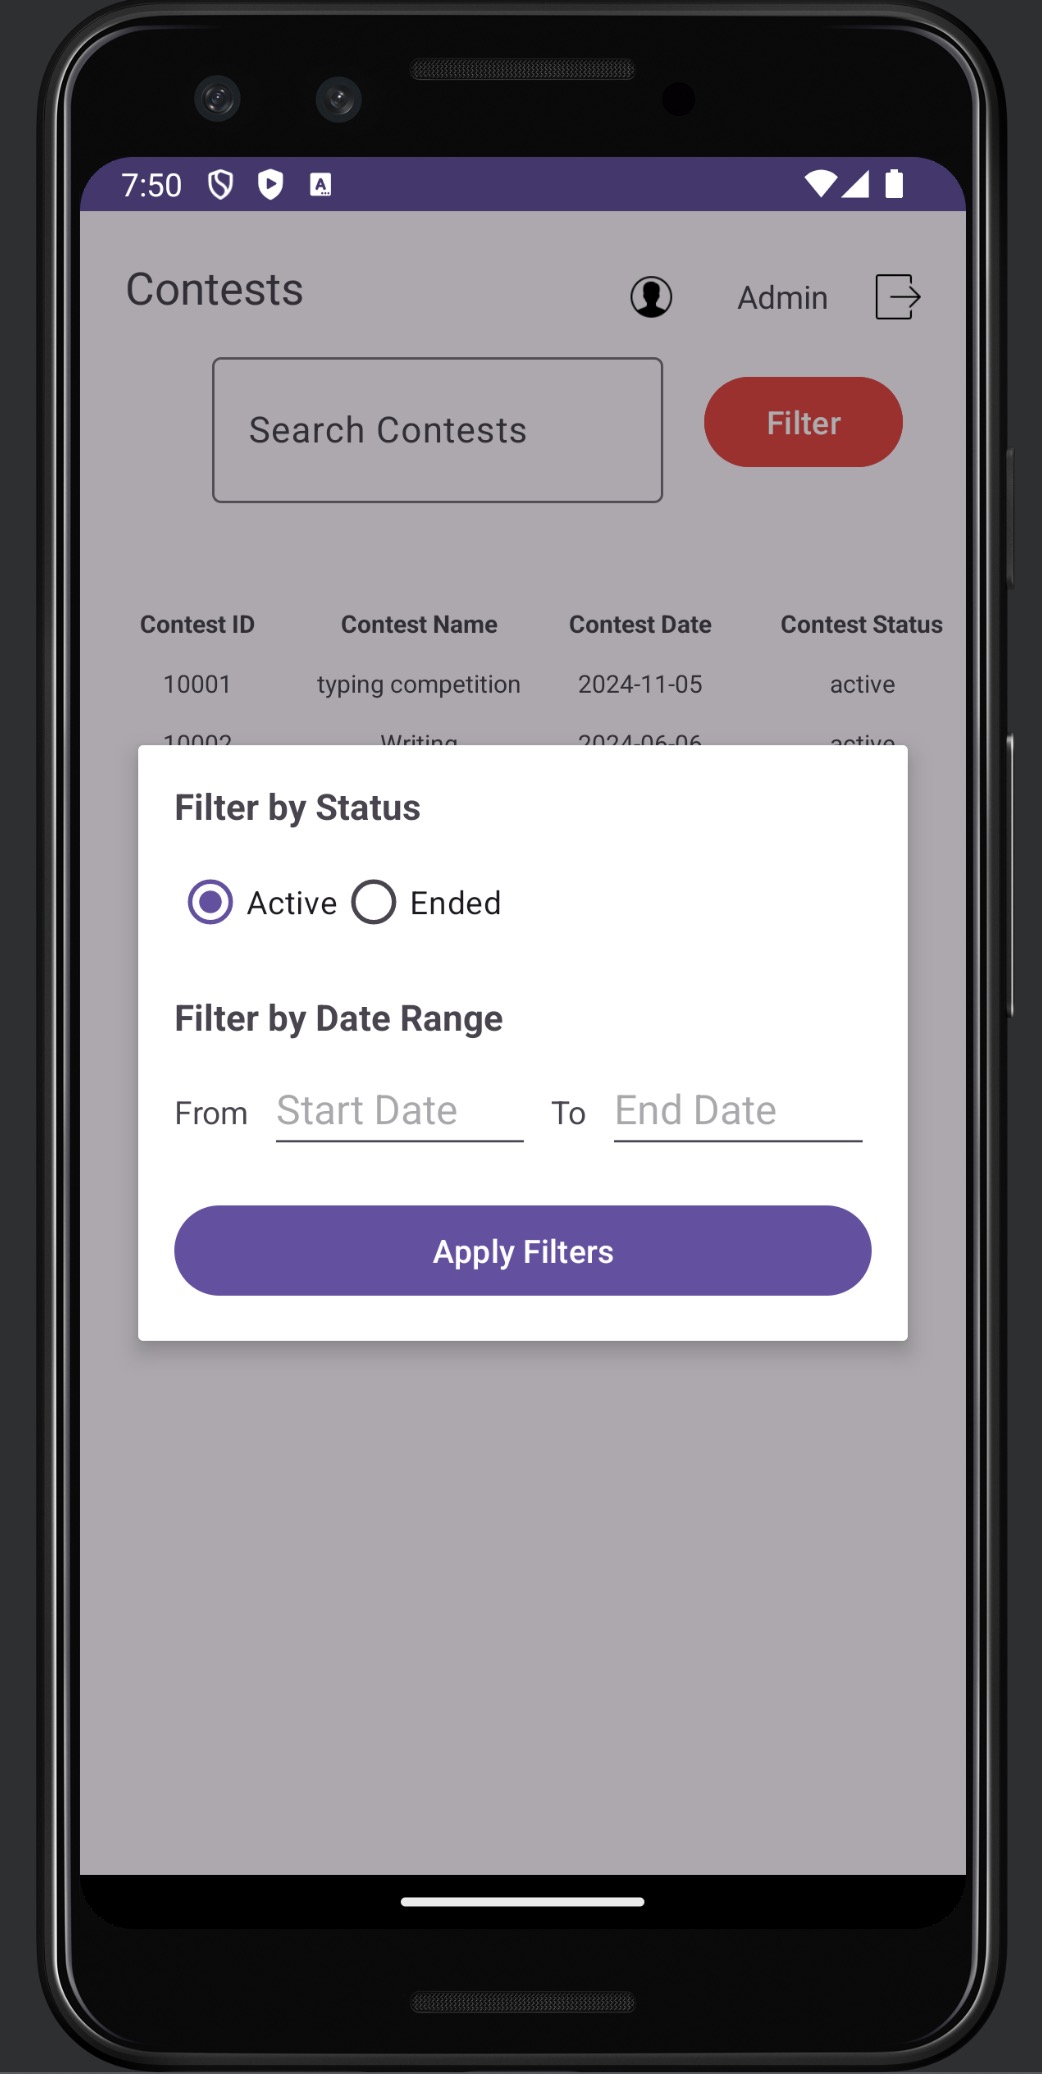 7:50
Contests
Admin
Search Contests
Filter
Contest ID Contest Name Contest Date Contest Status
10001 typing competition 2024-11-05 active
10002 Writing 2024-06-06 active
Filter by Status
Active Ended
Filter by Date Range
From Start Date To End Date
Apply Filters